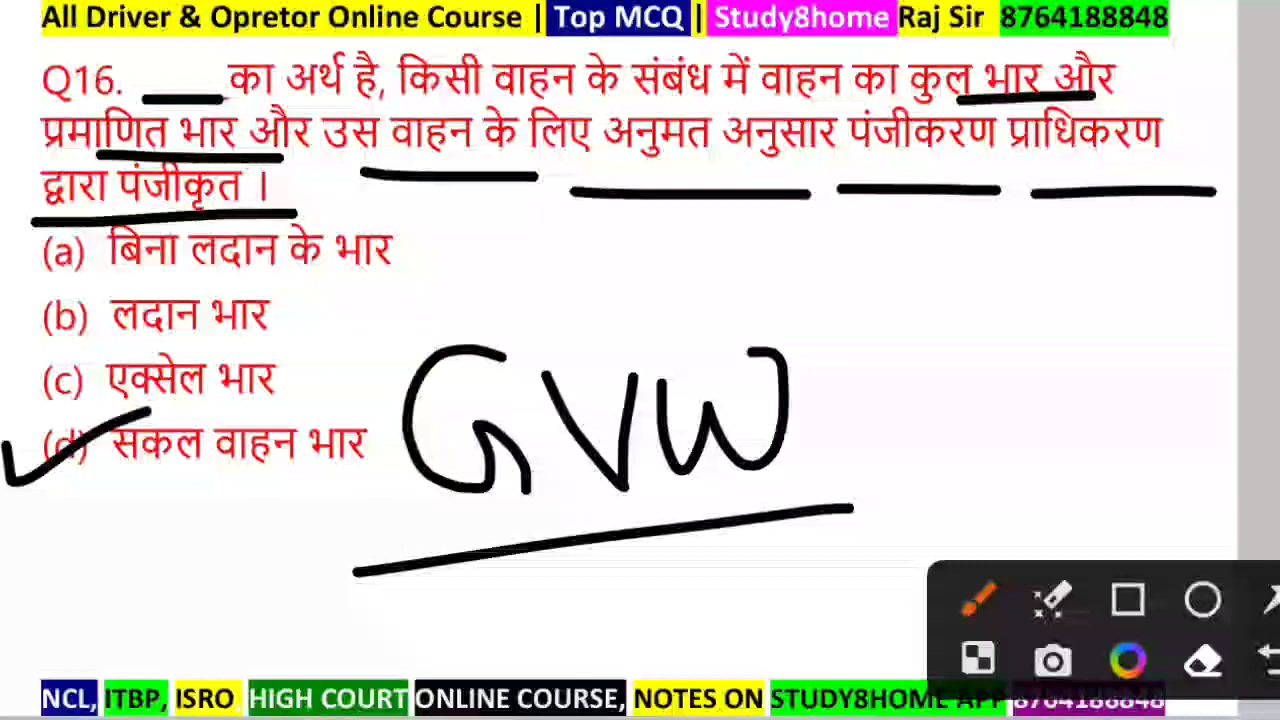 All Driver & Opretor Online Course | Top MCQ | Study8home Raj Sir 8764188848
Q16. ___ का अर्थ है, किसी वाहन के संबंध में वाहन का कुल भार और
प्रमाणित भार और उस वाहन के लिए अनुमत अनुसार पंजीकरण प्राधिकरण
द्वारा पंजीकृत ।
(a) बिना लदान के भार
(b) लदान भार
(c) एक्सेल भार
(d) सकल वाहन भार
GVW
NCL, ITBP, ISRO, HIGH COURT ONLINE COURSE, NOTES ON STUDY8HOME APP 8764188848